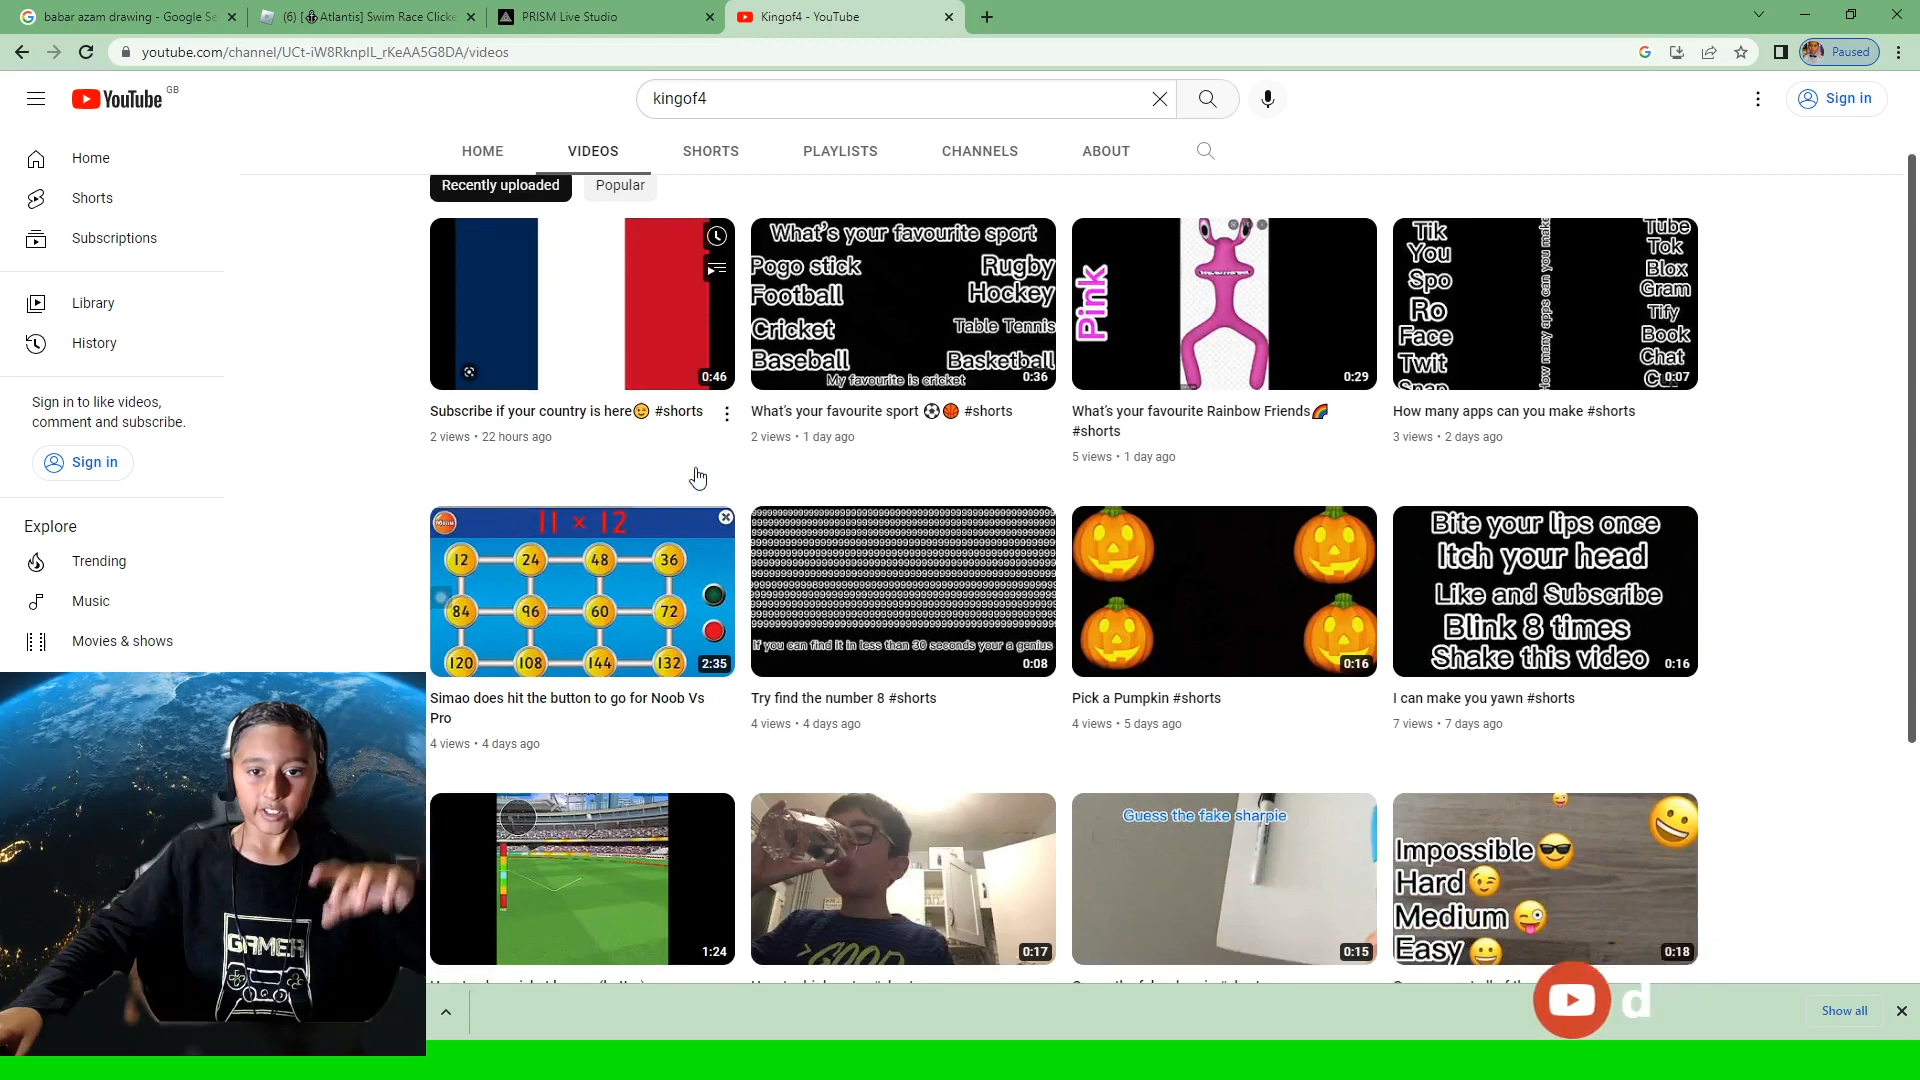 babar azam drawing - Google Se
(6) [ Atlantis] Swim Race Clicke
PRISM Live Studio
Kingof4 - YouTube
youtube.com/channel/UCt-iW8RknpIL_rKeAA5G8DA/videos
Paused
YouTube GB
kingof4
Sign in
HOME
VIDEOS
SHORTS
PLAYLISTS
CHANNELS
ABOUT
Recently uploaded
Popular
Home
Shorts
Subscriptions
Library
History
Sign in to like videos,
comment and subscribe.
Sign in
Explore
Trending
Music
Movies & shows
0:46
Subscribe if your country is here😉 #shorts
2 views • 22 hours ago
What's your favourite sport
Pogo stick
Rugby
Football
Hockey
Cricket
Table Tennis
Baseball
Basketball
My favourite is cricket
0:36
What's your favourite sport ⚽🏀 #shorts
2 views • 1 day ago
Pink
0:29
What's your favourite Rainbow Friends🌈
#shorts
5 views • 1 day ago
Tik
You
Spo
Ro
Face
Twit
Snap
How many apps can you make
Tube
Tok
Blox
Gram
Tify
Book
Chat
0:07
How many apps can you make #shorts
3 views • 2 days ago
11 × 12
12 24 48 36
84 96 60 72
120 108 144 132
2:35
Simao does hit the button to go for Noob Vs
Pro
4 views • 4 days ago
If you can find it in less than 30 seconds your a genius
0:08
Try find the number 8 #shorts
4 views • 4 days ago
0:16
Pick a Pumpkin #shorts
4 views • 5 days ago
Bite your lips once
Itch your head
Like and Subscribe
Blink 8 times
Shake this video
0:16
I can make you yawn #shorts
7 views • 7 days ago
1:24
GOOD
0:17
Guess the fake sharpie
0:15
Impossible😎
Hard😉
Medium😜
Easy😀
0:18
GAMER
d
Show all